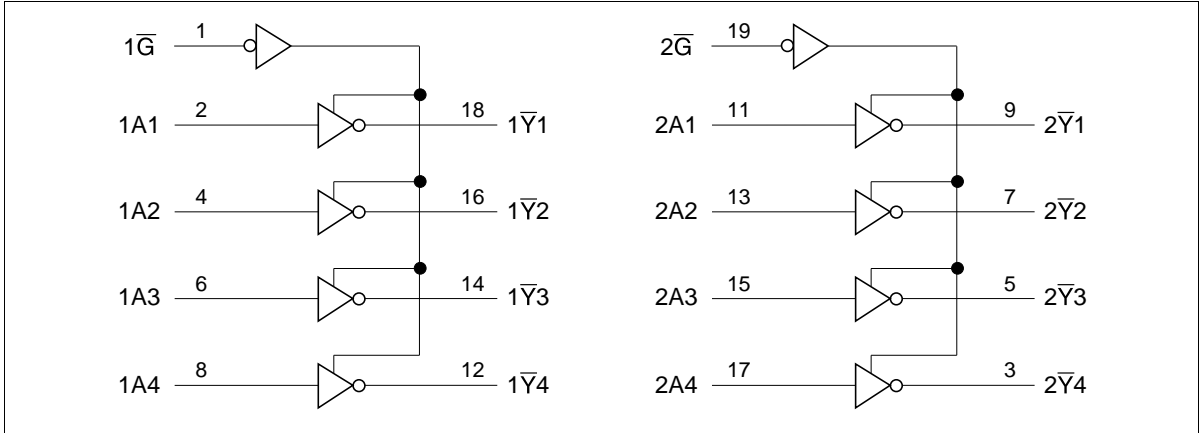 1G̅ 1 2G̅ 19
1A1 2 18 1Y̅1 2A1 11 9 2Y̅1
1A2 4 16 1Y̅2 2A2 13 7 2Y̅2
1A3 6 14 1Y̅3 2A3 15 5 2Y̅3
1A4 8 12 1Y̅4 2A4 17 3 2Y̅4